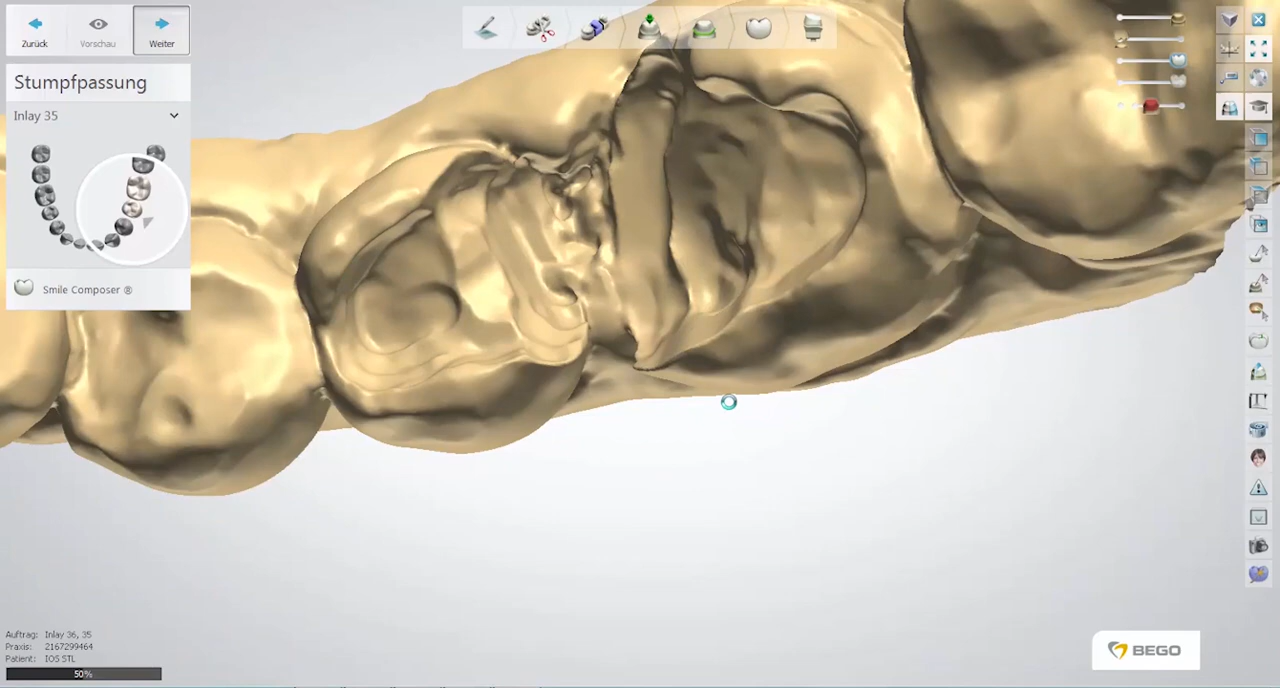 Zurück
Vorschau
Weiter
Stumpfpassung
Inlay 35
Smile Composer ®
Auftrag: Inlay 36, 35
Praxis: 2167299464
Patient: IOS STL
50%
BEGO